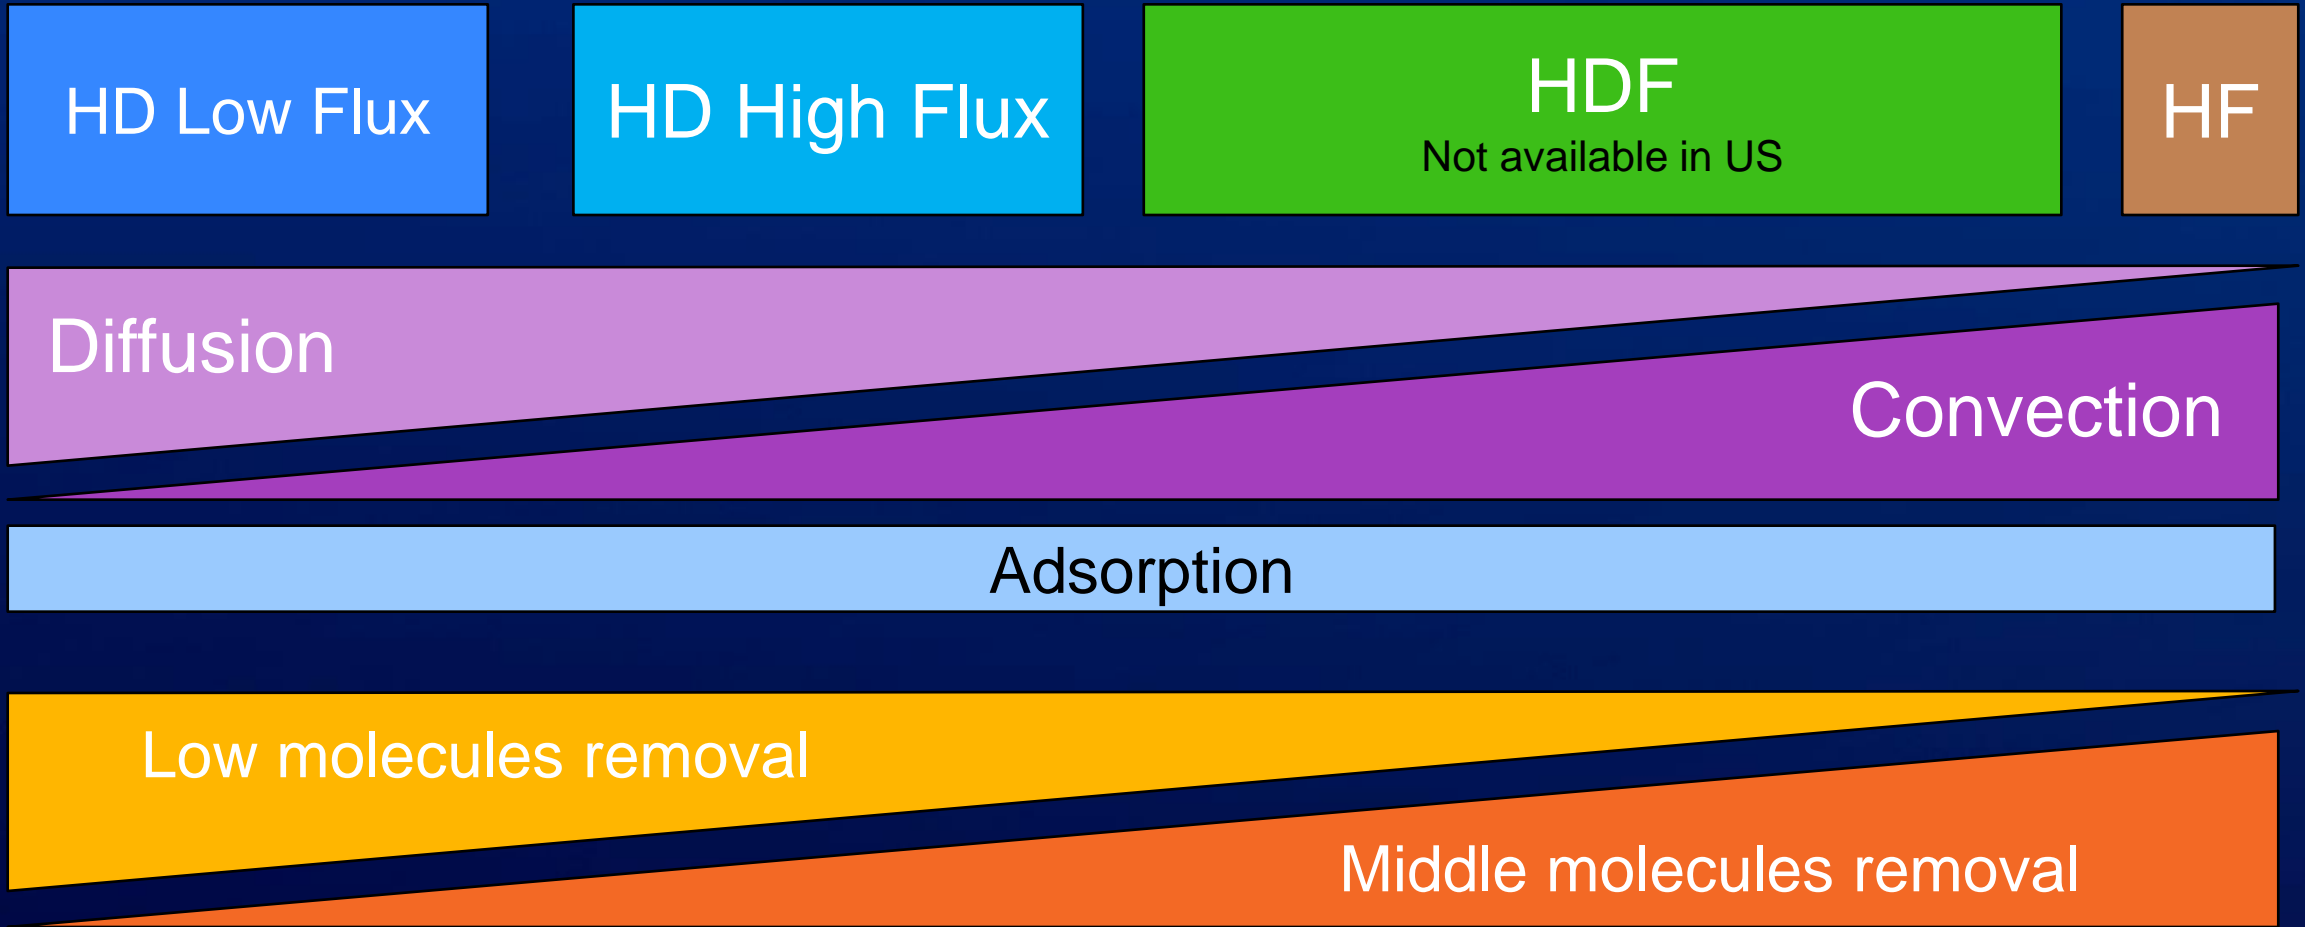 HD Low Flux
HD High Flux
HDF
Not available in US
HF
Diffusion
Convection
Adsorption
Low molecules removal
Middle molecules removal